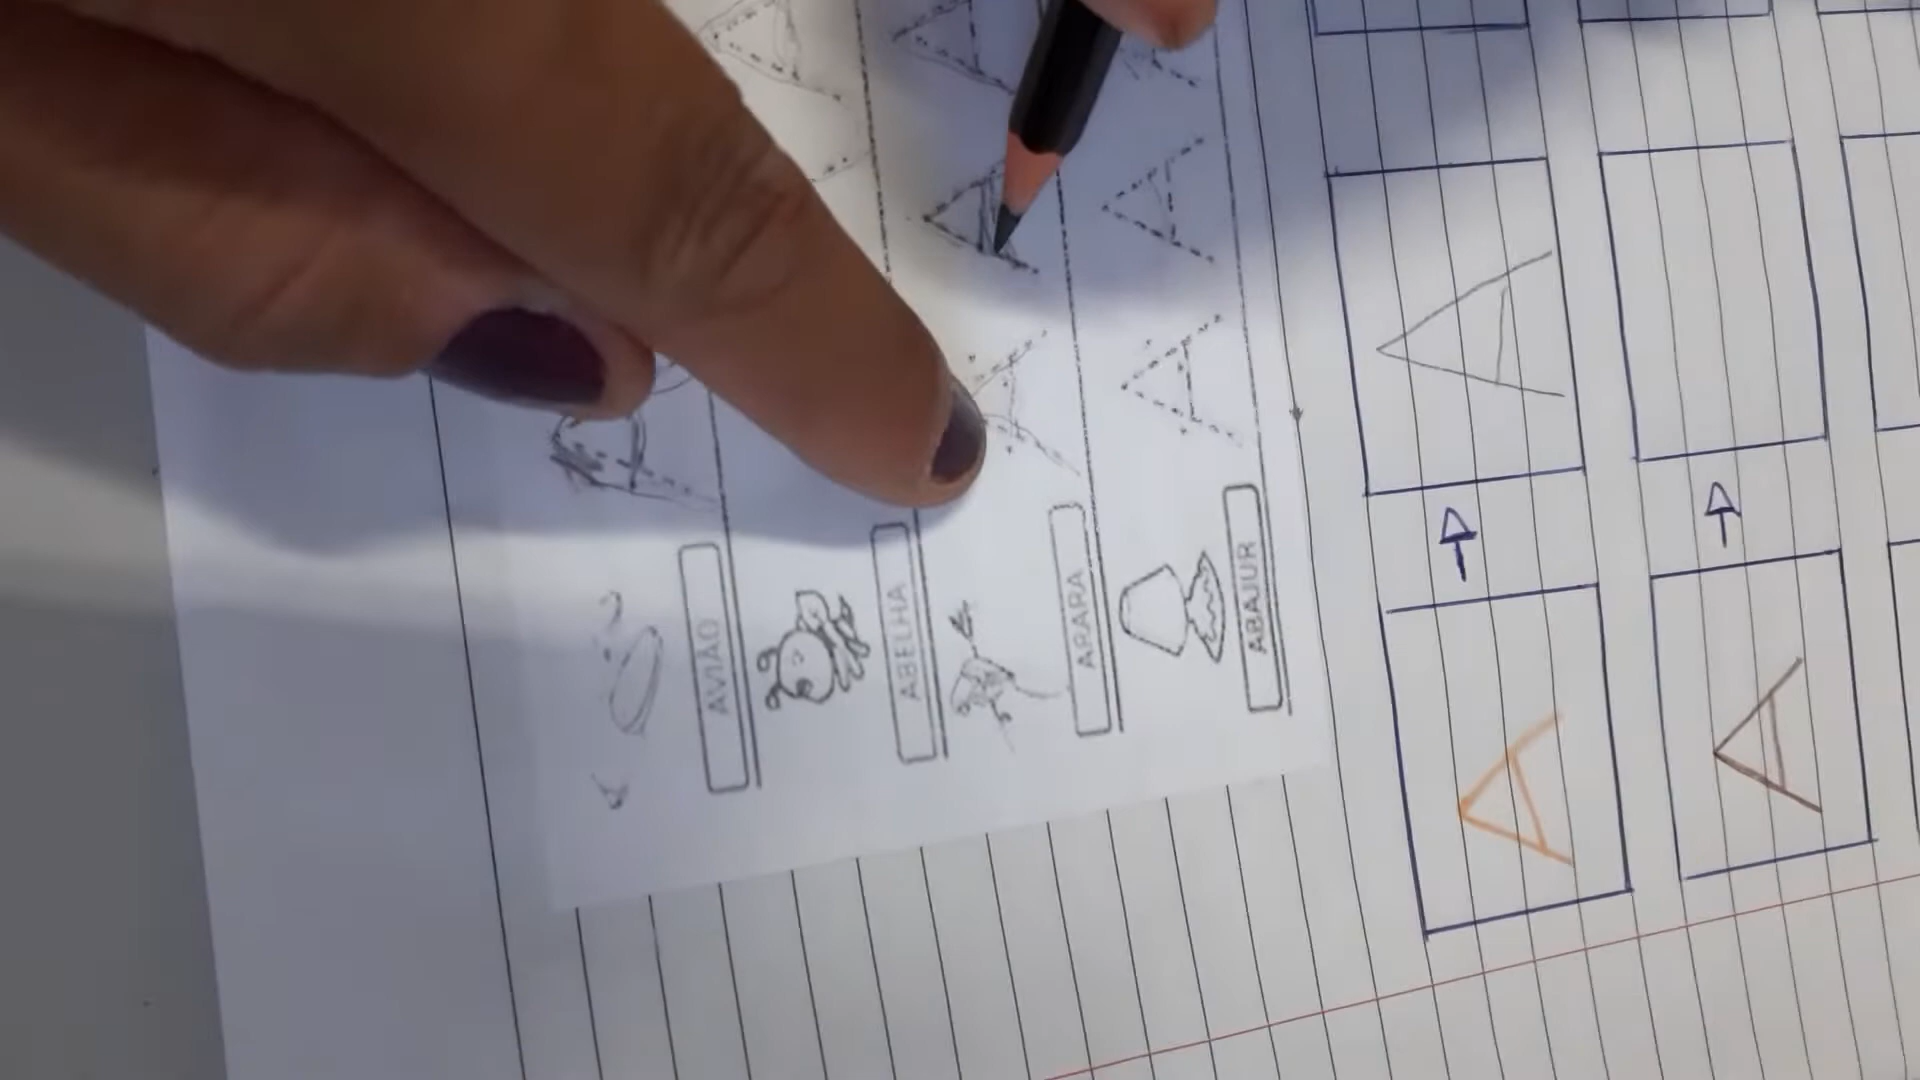 AVIÃO A
ABELHA A
ARARA A A A
ABAJUR A A A
A → A
A →